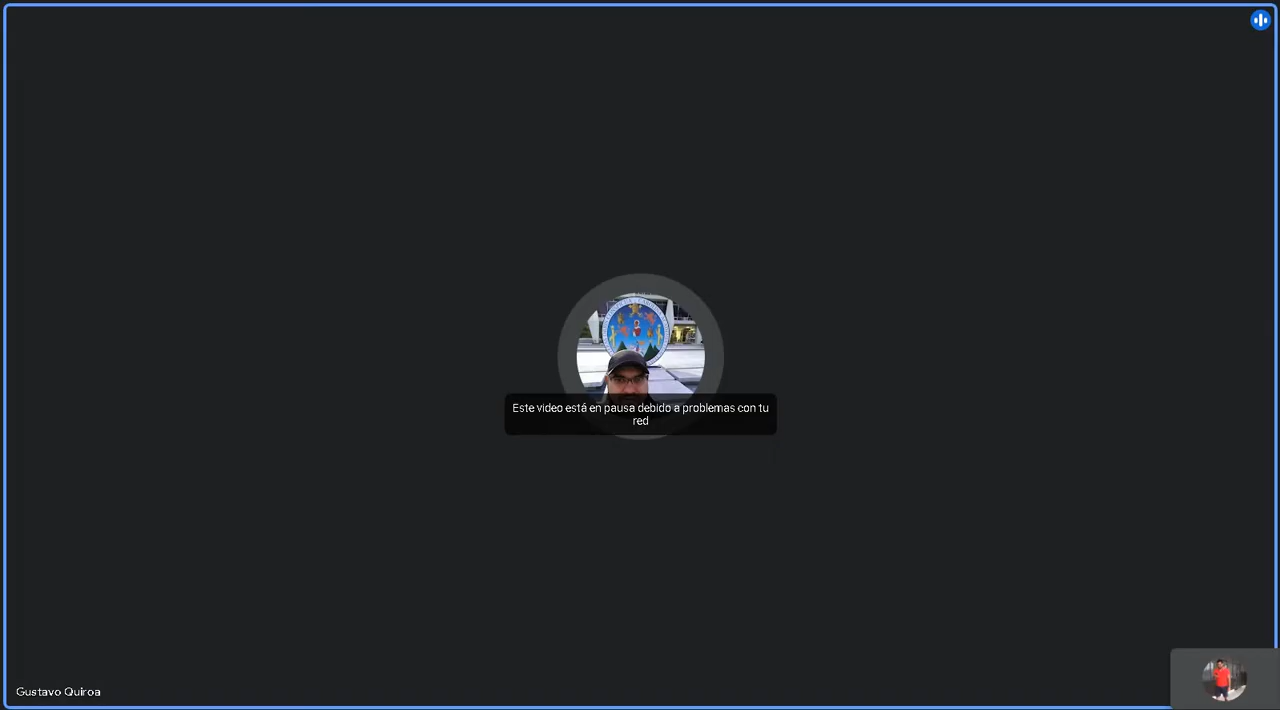 Este video está en pausa debido a problemas con tu
red
Gustavo Quiroa